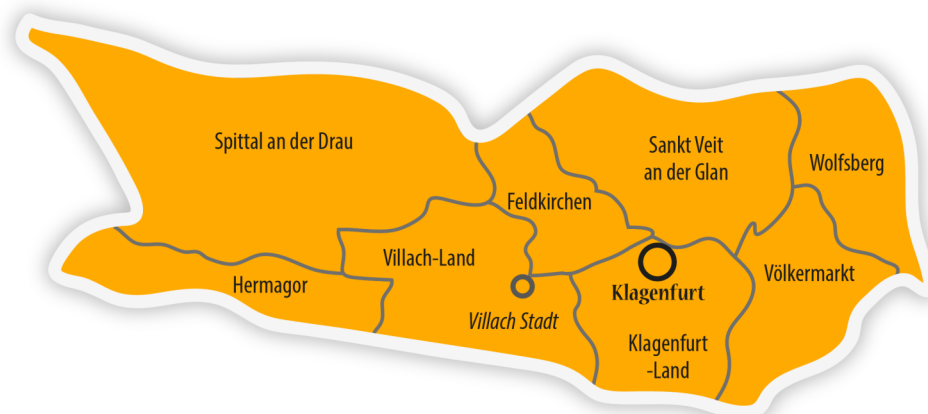 Spittal an der Drau
Sankt Veit
an der Glan
Wolfsberg
Feldkirchen
Villach-Land
Hermagor
Völkermarkt
Klagenfurt
Villach Stadt
Klagenfurt
-Land